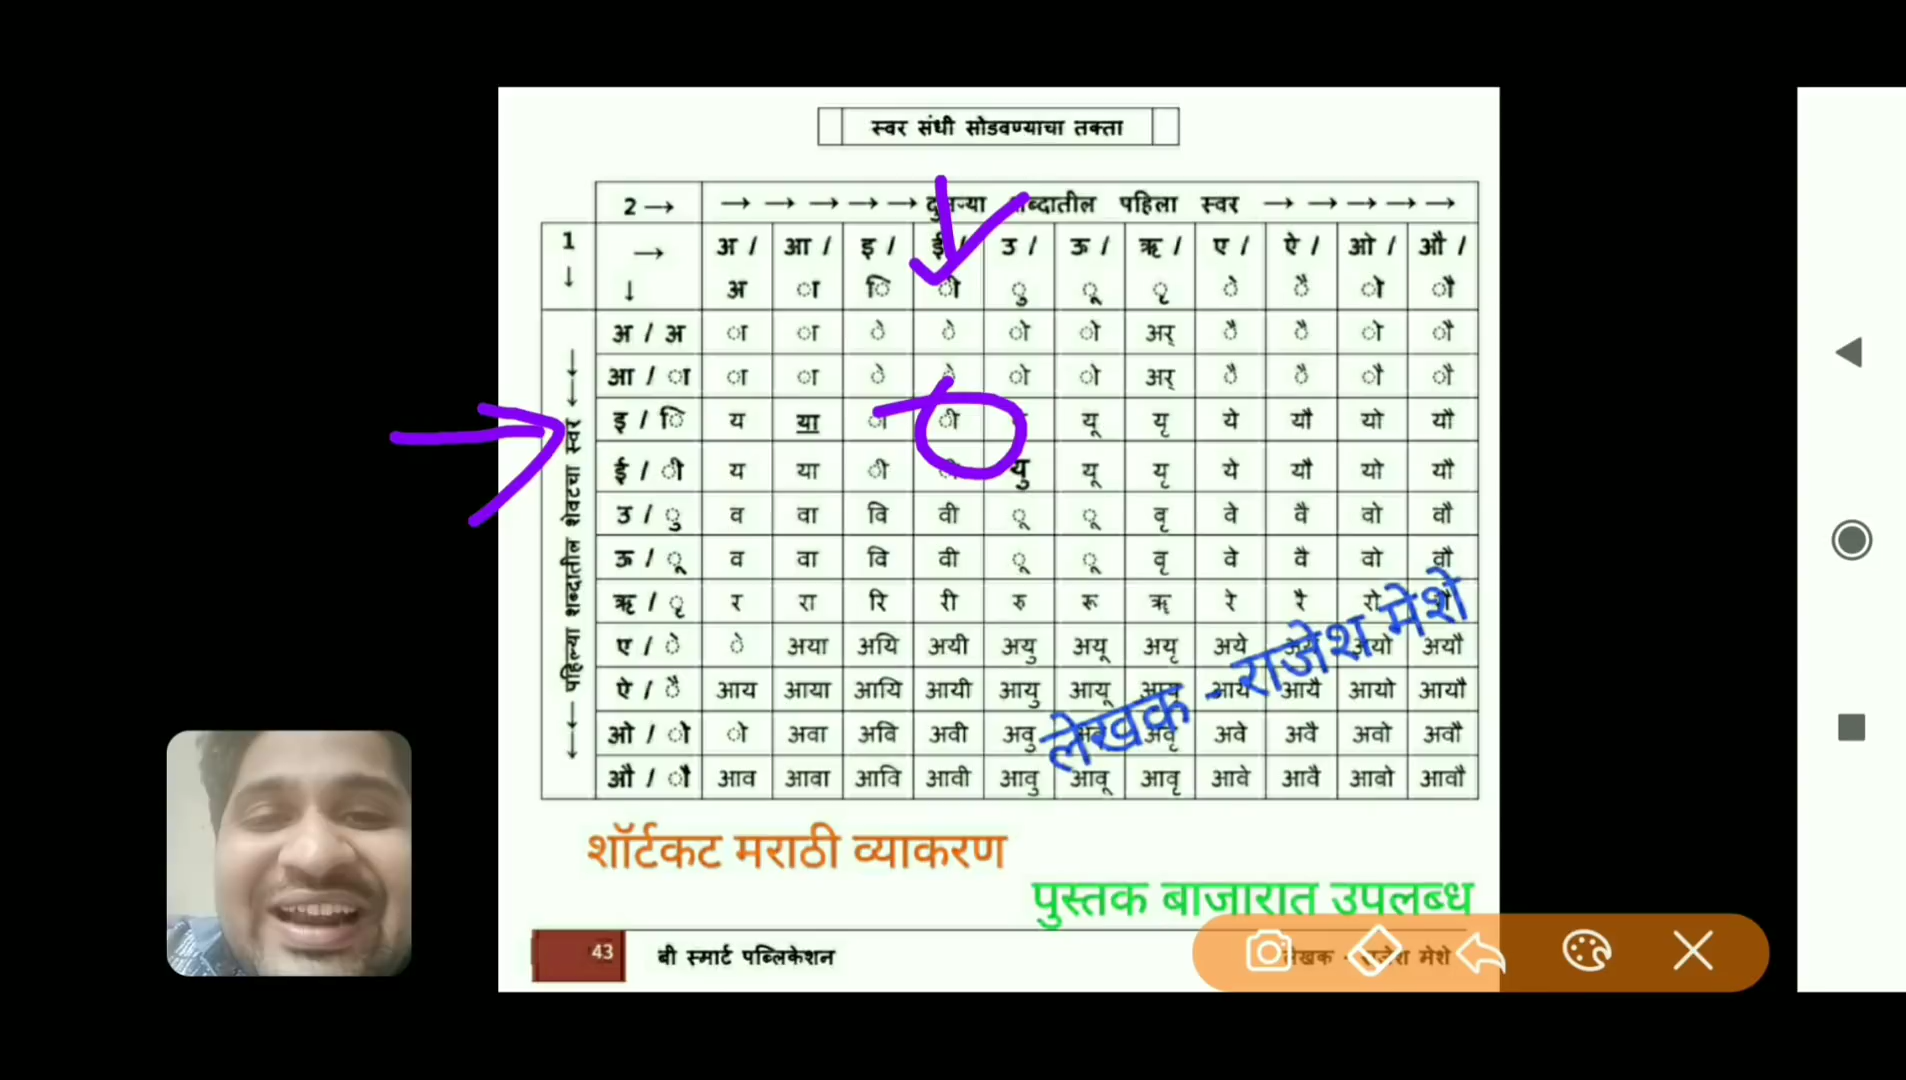 स्वर संधी सोडवण्याचा तक्ता
2→ → → → → → दुसऱ्या शब्दातील पहिला स्वर → → → → →
1 → अ / आ / इ / ई / उ / ऊ / ऋ / ए / ऐ / ओ / औ /
↓ ↓ अ ा ि ी ु ू ृ े ै ो ौ
पहिल्या शब्दातील शेवटचा स्वर
अ / अ ा ा े े ो ो अर् ै ै ो ौ
आ / ा ा ा े े ो ो अर् ै ै ौ ौ
इ / ि य या ी ी यू यृ ये यौ यो यौ
ई / ी य या ी ी यु यू यृ ये यौ यो यौ
उ / ु व वा वि वी ू ू वृ वे वै वो वौ
ऊ / ू व वा वि वी ू ू वृ वे वै वो वौ
ऋ / ृ र रा रि री रु रू ॠ रे रै रो
ए / े े अया अयि अयी अयु अयू अयृ अये अयो अयौ
ऐ / ै आय आया आयि आयी आयु आयू आये आयै आयो आयौ
ओ / ो ो अवा अवि अवी अवु अवृ अवे अवै अवो अवौ
औ / ौ आव आवा आवि आवी आवु आवू आवृ आवे आवै आवो आवौ
लेखक - राजेश मेशे
शॉर्टकट मराठी व्याकरण
पुस्तक बाजारात उपलब्ध
43 बी स्मार्ट पब्लिकेशन लेखक - राजेश मेशे